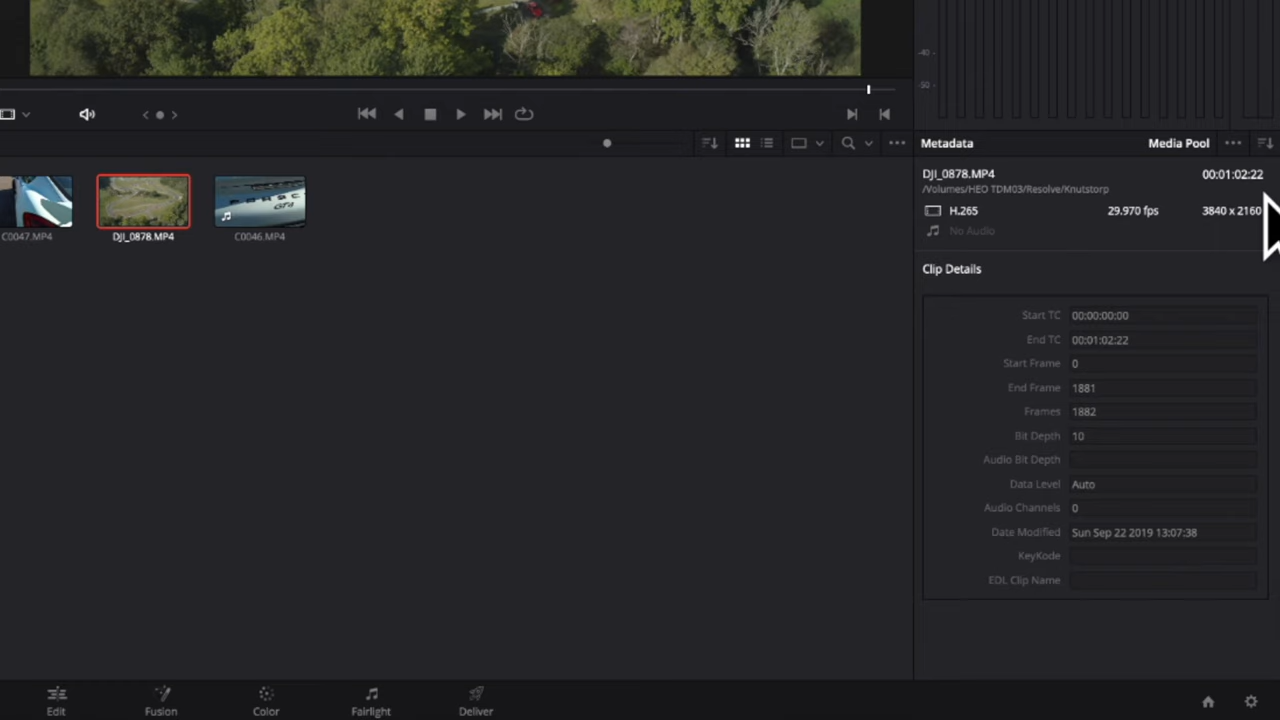 -40
-50
Metadata
Media Pool
DJI_0878.MP4
00:01:02:22
/Volumes/HEO TDM03/Resolve/Knutstorp
H.265
29.970 fps
3840 x 2160
No Audio
C0047.MP4
DJI_0878.MP4
C0046.MP4
Clip Details
Start TC 00:00:00:00
End TC 00:01:02:22
Start Frame 0
End Frame 1881
Frames 1882
Bit Depth 10
Audio Bit Depth
Data Level Auto
Audio Channels 0
Date Modified Sun Sep 22 2019 13:07:38
KeyKode
EDL Clip Name
Edit
Fusion
Color
Fairlight
Deliver